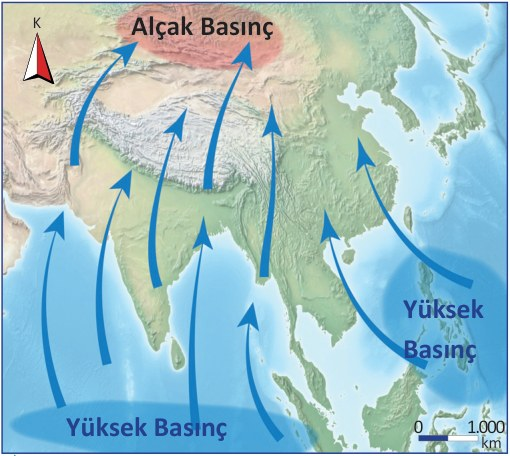 K
Alçak Basınç
Yüksek
Basınç
Yüksek Basınç
0 1.000
km